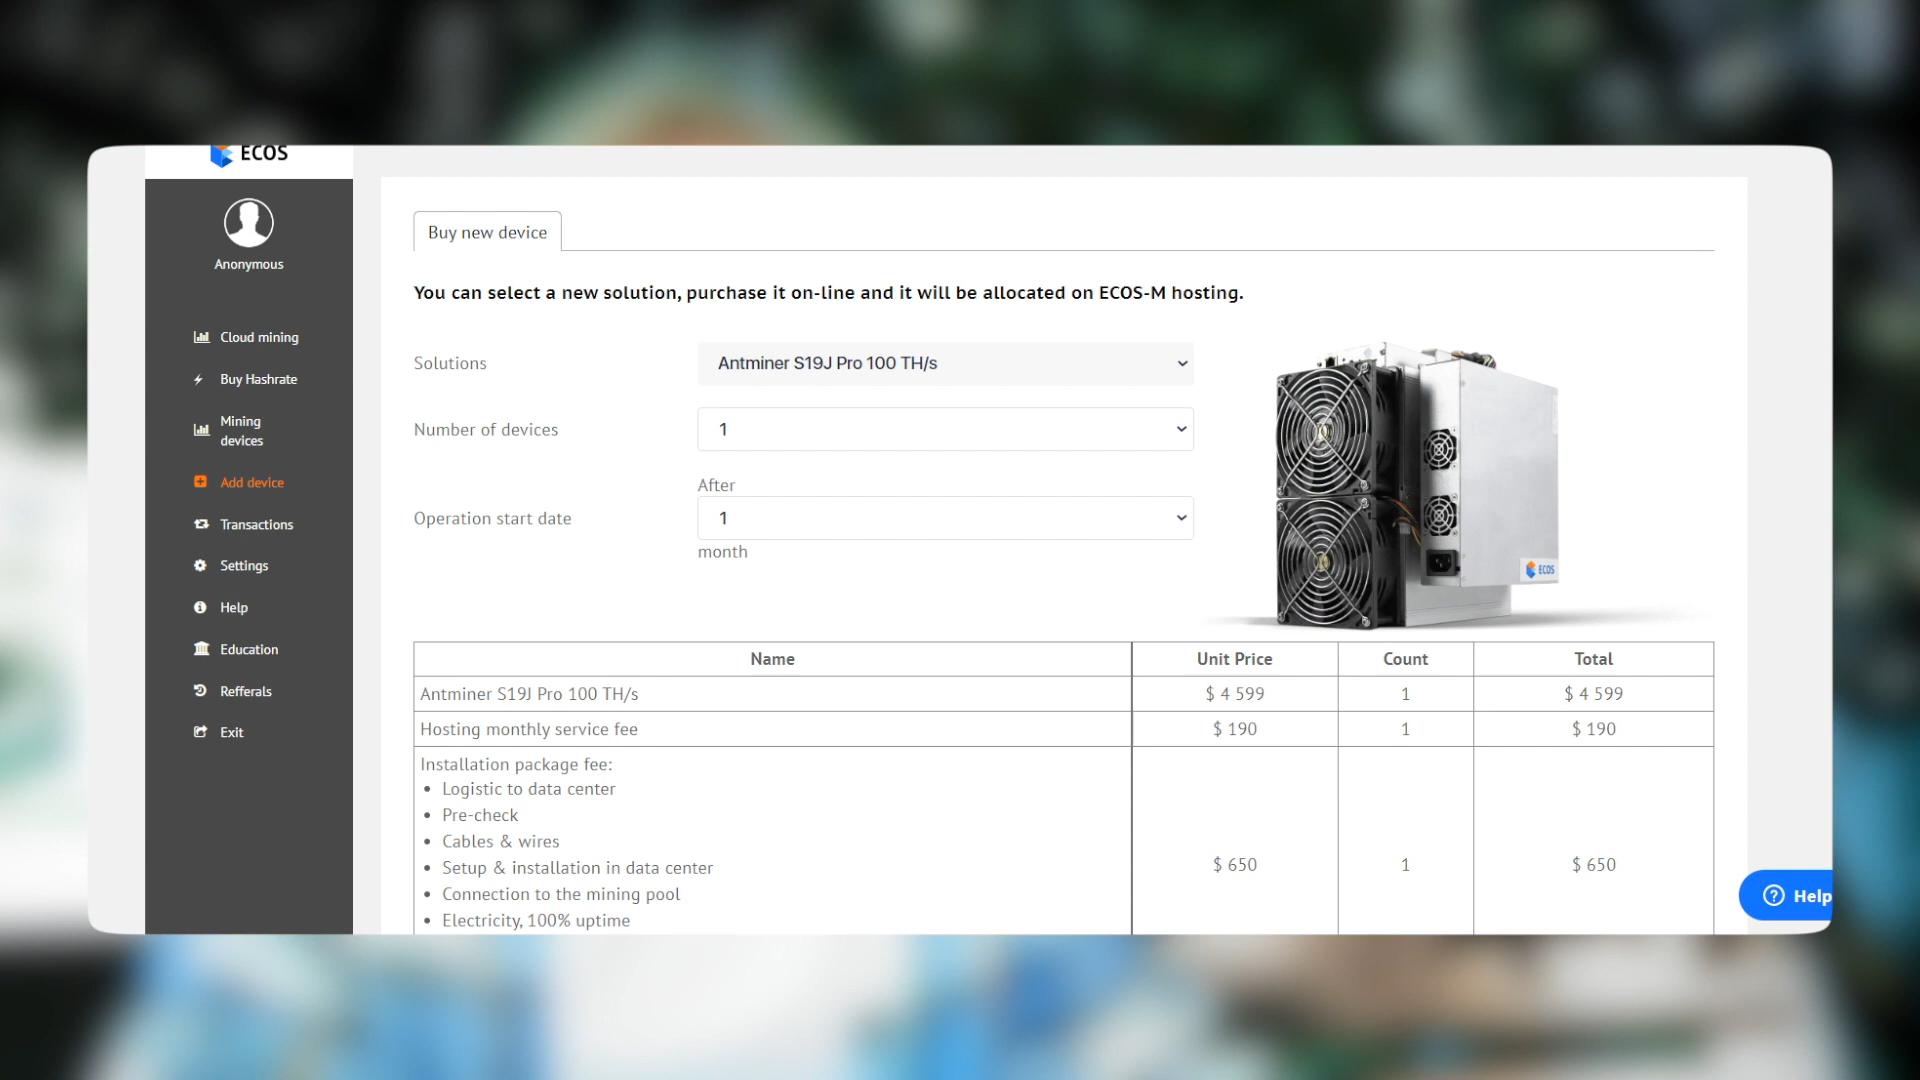 ECOS
Anonymous
Cloud mining
Buy Hashrate
Mining
devices
Add device
Transactions
Settings
Help
Education
Refferals
Exit
Buy new device
You can select a new solution, purchase it on-line and it will be allocated on ECOS-M hosting.
Solutions
Antminer S19J Pro 100 TH/s
Number of devices
1
After
Operation start date
1
month
ECOS
Name Unit Price Count Total
Antminer S19J Pro 100 TH/s $ 4 599 1 $ 4 599
Hosting monthly service fee $ 190 1 $ 190
Installation package fee:
• Logistic to data center
• Pre-check
• Cables & wires
• Setup & installation in data center
$ 650 1 $ 650
• Connection to the mining pool
• Electricity, 100% uptime
Help